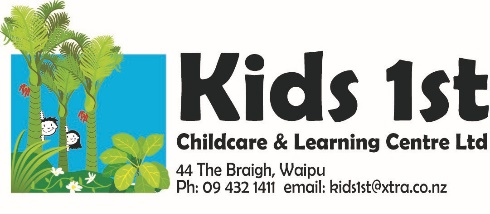 Kids 1st
Childcare & Learning Centre Ltd
44 The Braigh, Waipu
Ph: 09 432 1411 email: kids1st@xtra.co.nz